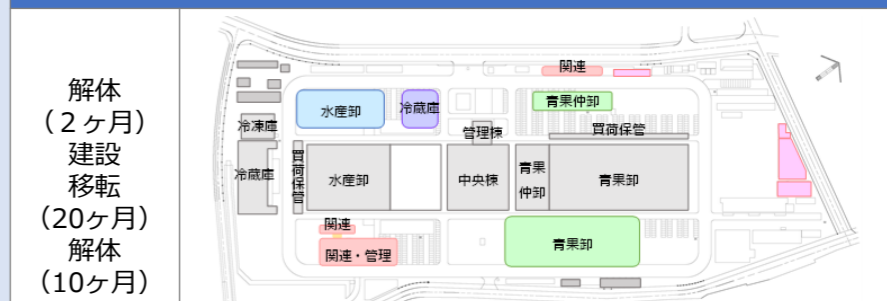 解体
（２ヶ月）
建設
移転
（20ヶ月）
解体
（10ヶ月）
関連
水産卸
冷蔵庫
青果仲卸
冷凍庫
管理棟
買荷保管
冷蔵庫
買荷保管
水産卸
中央棟
青果
仲卸
青果卸
関連
関連・管理
青果卸